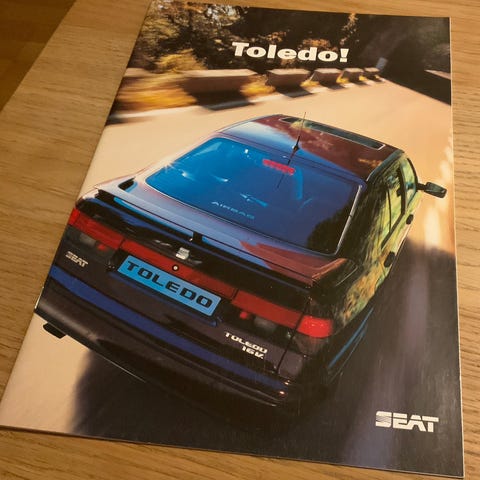 Toledo!
AIRBAG
SEAT
TOLEDO
TOLEDO
16V.
SEAT